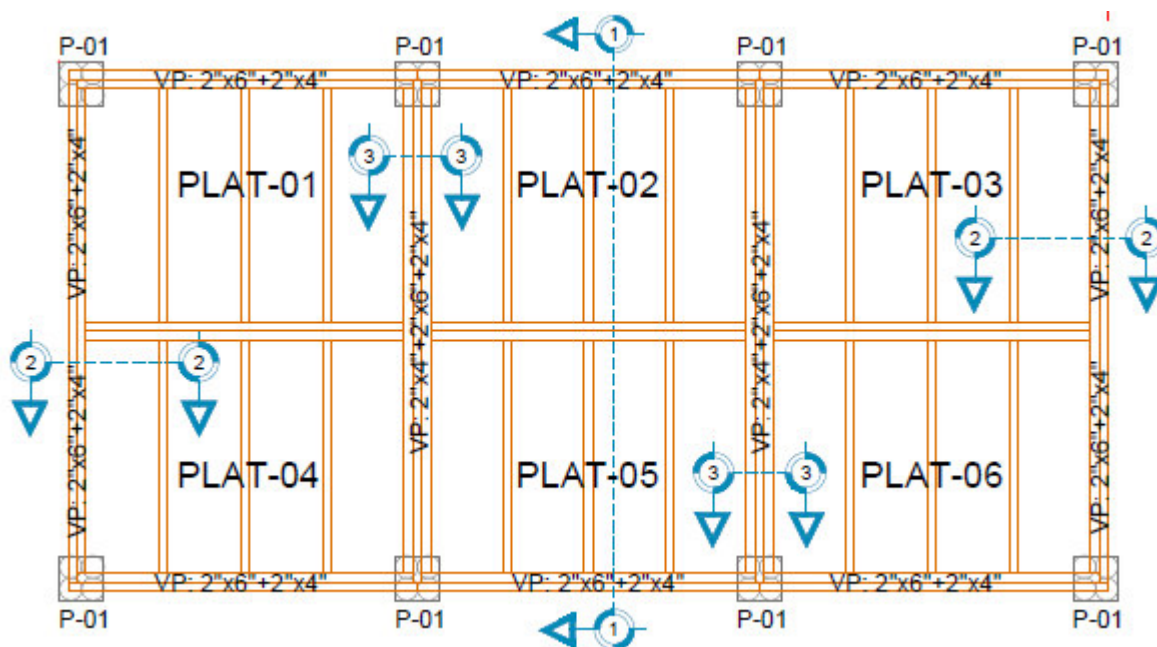 P-01 P-01 1 P-01 P-01
VP: 2"x6"+2"x4" VP: 2"x6"+2"x4" VP: 2"x6"+2"x4"
3 3
PLAT-01 PLAT-02 PLAT-03
VP: 2"x6"+2"x4" VP: 2"x6"+2"x4"
2 2
VP: 2"x4"+2"x6"+2"x4" VP: 2"x4"+2"x6"+2"x4"
2 2
VP: 2"x6"+2"x4" VP: 2"x6"+2"x4"
PLAT-04 PLAT-05 PLAT-06
3 3
VP: 2"x6"+2"x4" VP: 2"x6"+2"x4" VP: 2"x6"+2"x4"
P-01 P-01 1 P-01 P-01